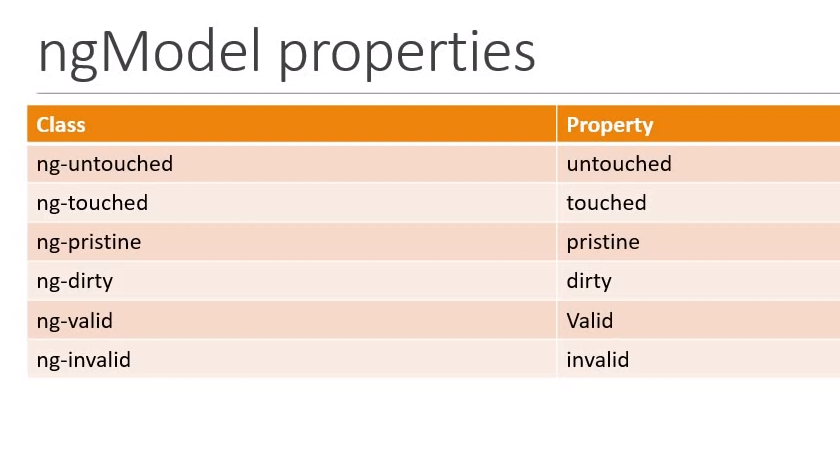 ngModel properties
Class Property
ng-untouched untouched
ng-touched touched
ng-pristine pristine
ng-dirty dirty
ng-valid Valid
ng-invalid invalid